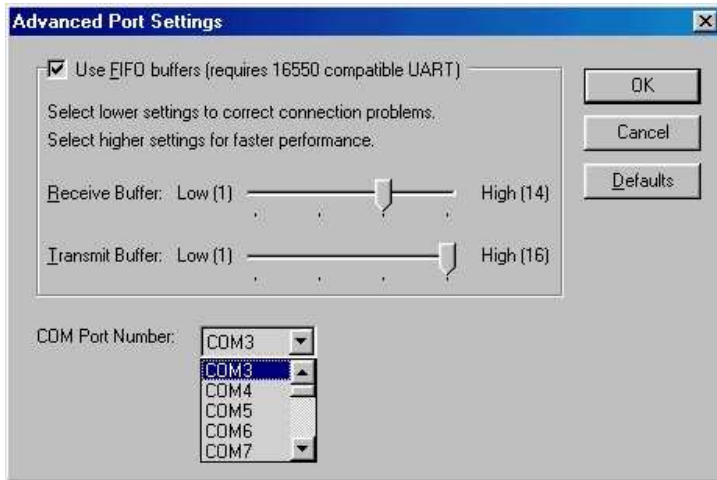 Advanced Port Settings
Use FIFO buffers (requires 16550 compatible UART)
OK
Select lower settings to correct connection problems.
Select higher settings for faster performance.
Cancel
Defaults
Receive Buffer: Low (1) High (14)
Transmit Buffer: Low (1) High (16)
COM Port Number: COM3
COM3
COM4
COM5
COM6
COM7